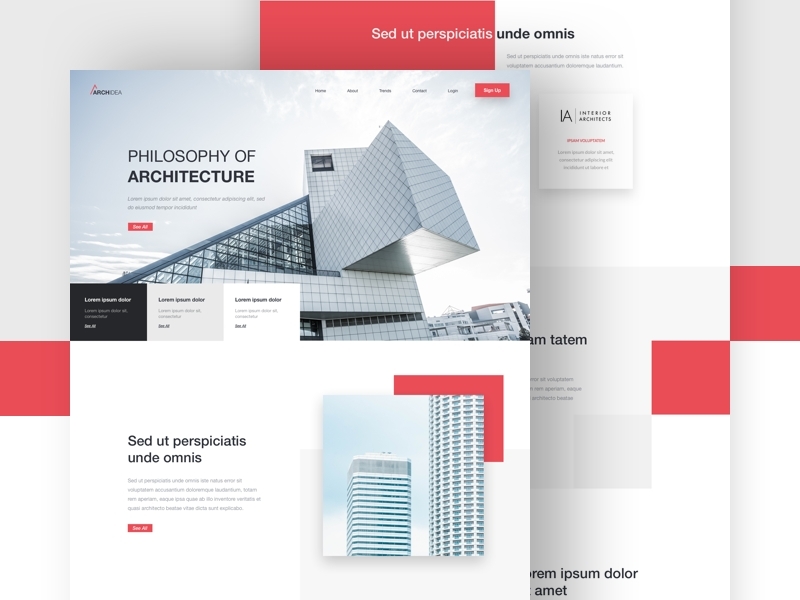 Sed ut perspiciatis unde omnis
Sed ut perspiciatis unde omnis iste natus error sit
voluptatem accusantium doloremque laudantium.
IA INTERIOR
ARCHITECTS
IPSAM VOLUPTATEM
Lorem ipsum dolor sit amet,
consectetur adipiscing elit
incididunt ut labore et
ARCHIDEA
Home
About
Trends
Contact
Login
Sign Up
PHILOSOPHY OF
ARCHITECTURE
Lorem ipsum dolor sit amet, consectetur adipiscing elit, sed
do eiusmod tempor incididunt
See All
Lorem ipsum dolor
Lorem ipsum dolor sit,
consectetur
See All
Lorem ipsum dolor
Lorem ipsum dolor sit,
consectetur
See All
Lorem ipsum dolor
Lorem ipsum dolor sit,
consectetur
See All
am tatem
ror sit voluptatem
rem aperiam, eaque
architecto beatae
Sed ut perspiciatis
unde omnis
Sed ut perspiciatis unde omnis iste natus error sit
voluptatem accusantium doloremque laudantium, totam
rem aperiam, eaque ipsa quae ab illo inventore veritatis et
quasi architecto beatae vitae dicta sunt explicabo.
See All
orem ipsum dolor
amet